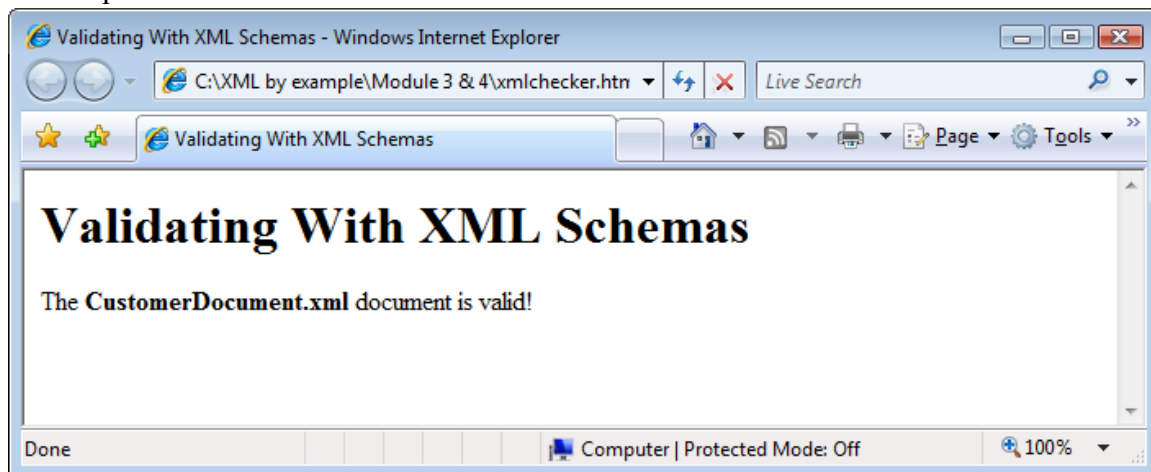 Validating With XML Schemas - Windows Internet Explorer
C:\XML by example\Module 3 & 4\xmlchecker.htn
Live Search
Validating With XML Schemas
Page
Tools
Validating With XML Schemas
The CustomerDocument.xml document is valid!
Done
Computer | Protected Mode: Off
100%